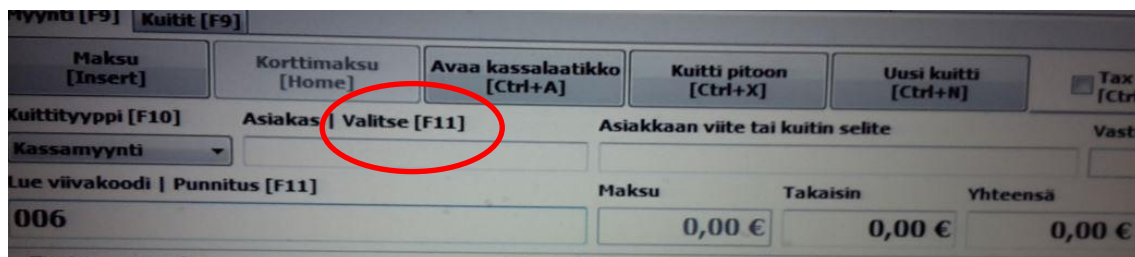 Myynti [F9] Kuitit [F9]
Maksu [Insert]
Korttimaksu [Home]
Avaa kassalaatikko [Ctrl+A]
Kuitti pitoon [Ctrl+X]
Uusi kuitti [Ctrl+N]
Tax
Kuittityyppi [F10] Asiakas | Valitse [F11] Asiakkaan viite tai kuitin selite
Kassamyynti
Lue viivakoodi | Punnitus [F11] Maksu Takaisin Yhteensä
006 0,00 € 0,00 € 0,00 €